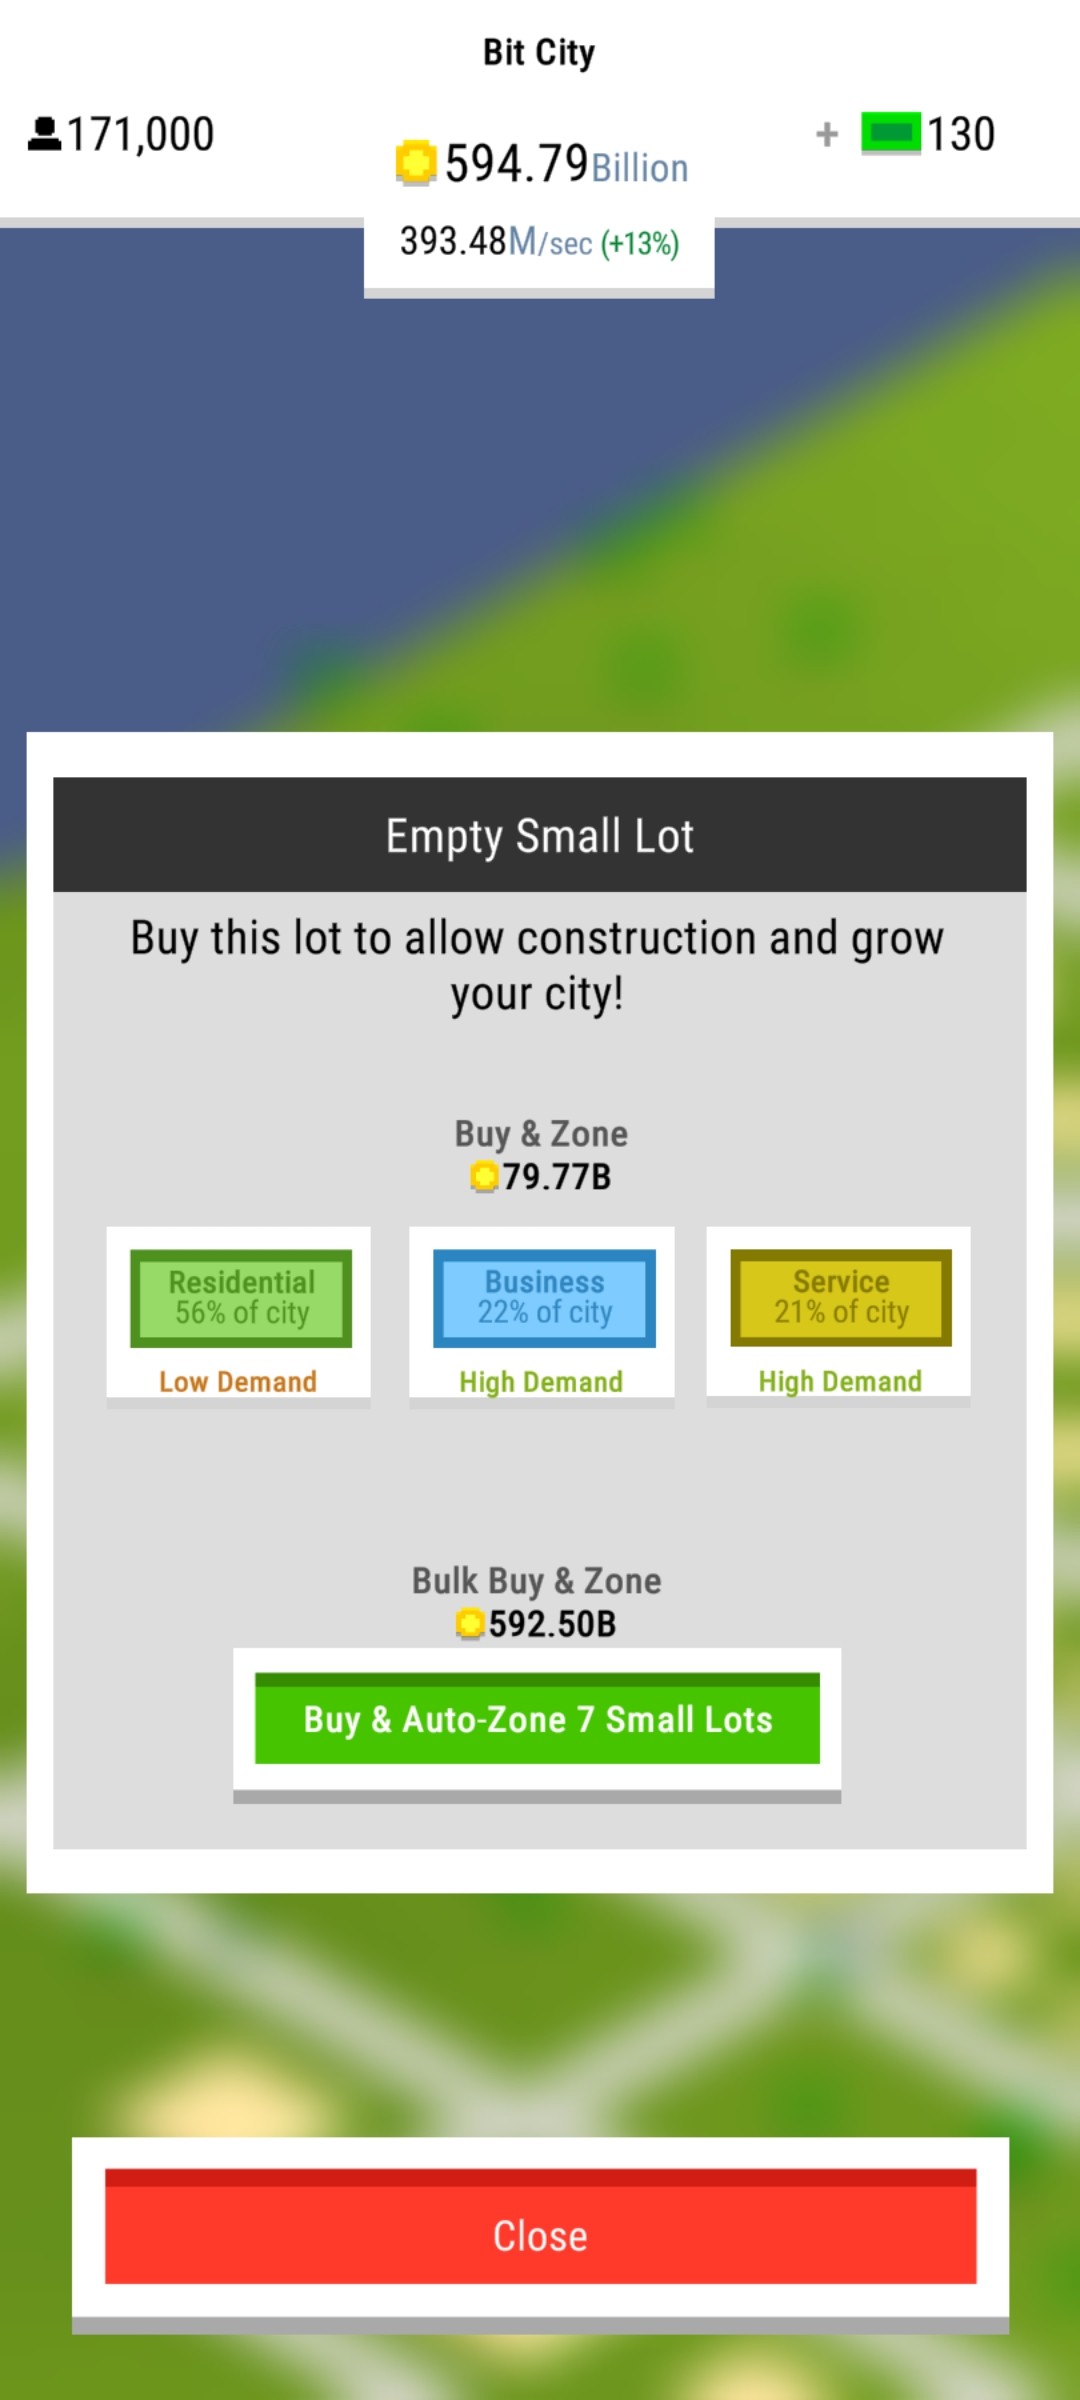 Bit City
171,000
594.79Billion
+ 130
393.48M/sec (+13%)
Empty Small Lot
Buy this lot to allow construction and grow
your city!
Buy & Zone
79.77B
Residential
56% of city
Low Demand
Business
22% of city
High Demand
Service
21% of city
High Demand
Bulk Buy & Zone
592.50B
Buy & Auto-Zone 7 Small Lots
Close